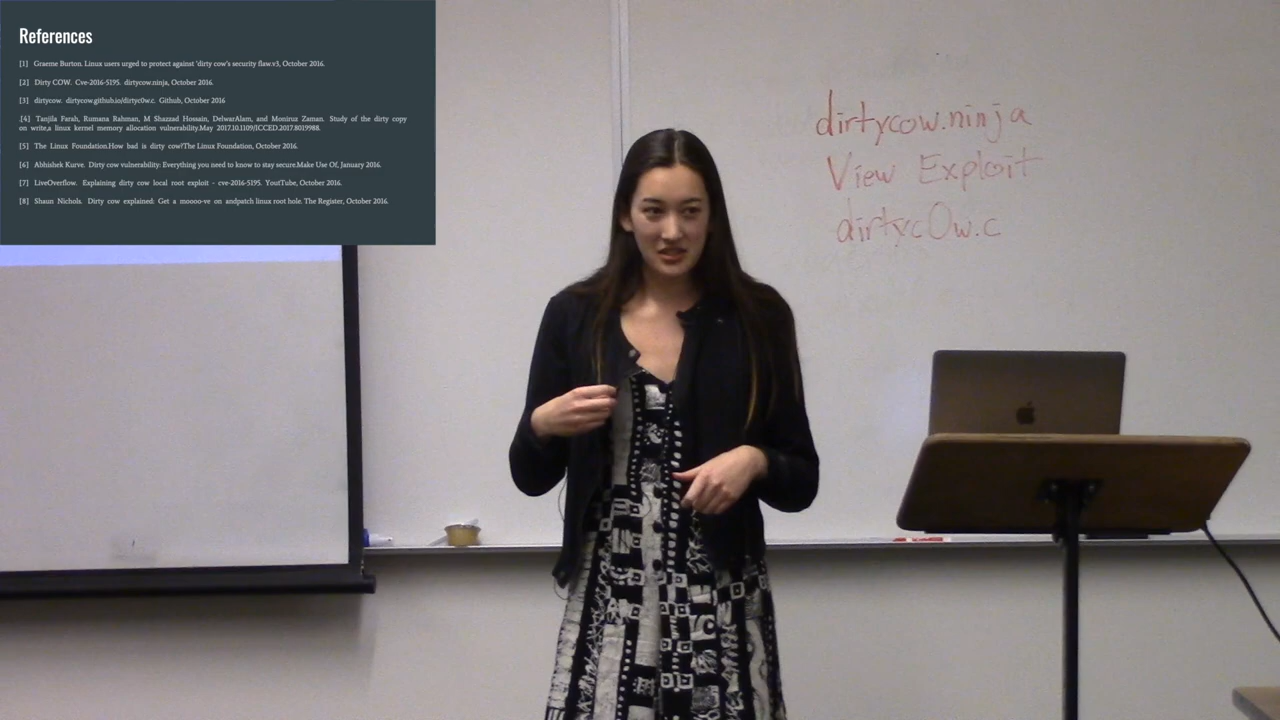 References
[1] Graeme Burton. Linux users urged to protect against 'dirty cow's security flaw.v3, October 2016.
[2] Dirty COW. Cve-2016-5195. dirtycow.ninja, October 2016.
[3] dirtycow. dirtycow.github.io/dirtyc0w.c. Github, October 2016
.[4] Tanjila Farah, Rumana Rahman, M Shazzad Hossain, DelwarAlam, and Moniruz Zaman. Study of the dirty copy
on write,a linux kernel memory allocation vulnerability.May 2017.10.1109/ICCED.2017.8019988.
[5] The Linux Foundation.How bad is dirty cow?The Linux Foundation, October 2016.
[6] Abhishek Kurve. Dirty cow vulnerability: Everything you need to know to stay secure.Make Use Of, January 2016.
[7] LiveOverflow. Explaining dirty cow local root exploit - cve-2016-5195. YoutTube, October 2016.
[8] Shaun Nichols. Dirty cow explained: Get a moooo-ve on andpatch linux root hole. The Register, October 2016.
dirtycow.ninja
View Exploit
dirtyc0w.c